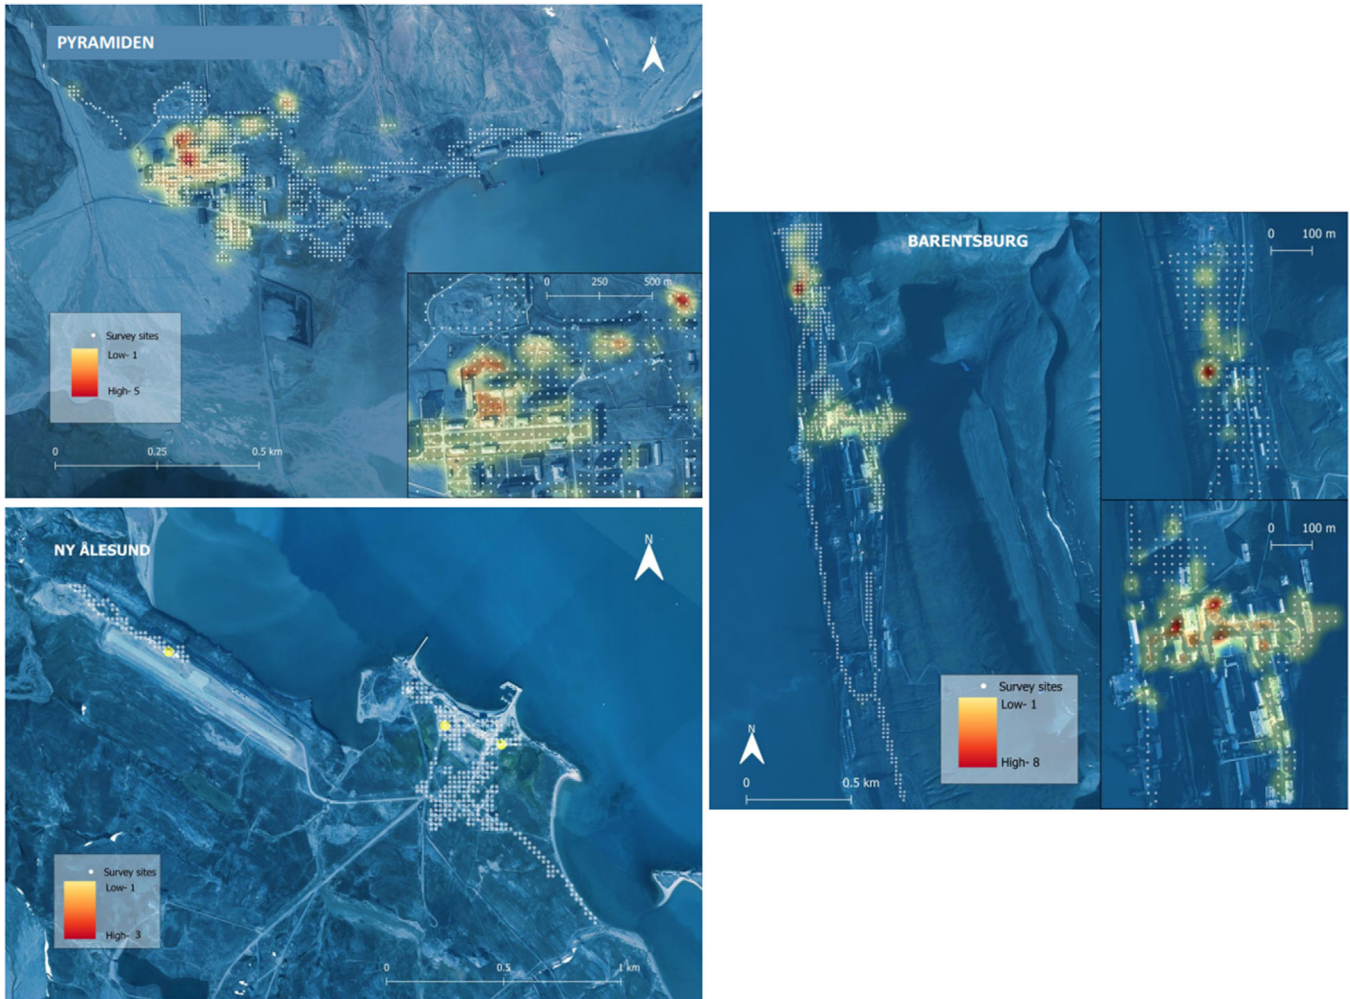 PYRAMIDEN
N
0 250 500 m
Survey sites
Low- 1
High- 5
0 0.25 0.5 km
NY ÅLESUND
N
Survey sites
Low- 1
High- 3
0 0.5 1 km
BARENTSBURG
0 100 m
0 100 m
Survey sites
Low- 1
High- 8
N
0 0.5 km